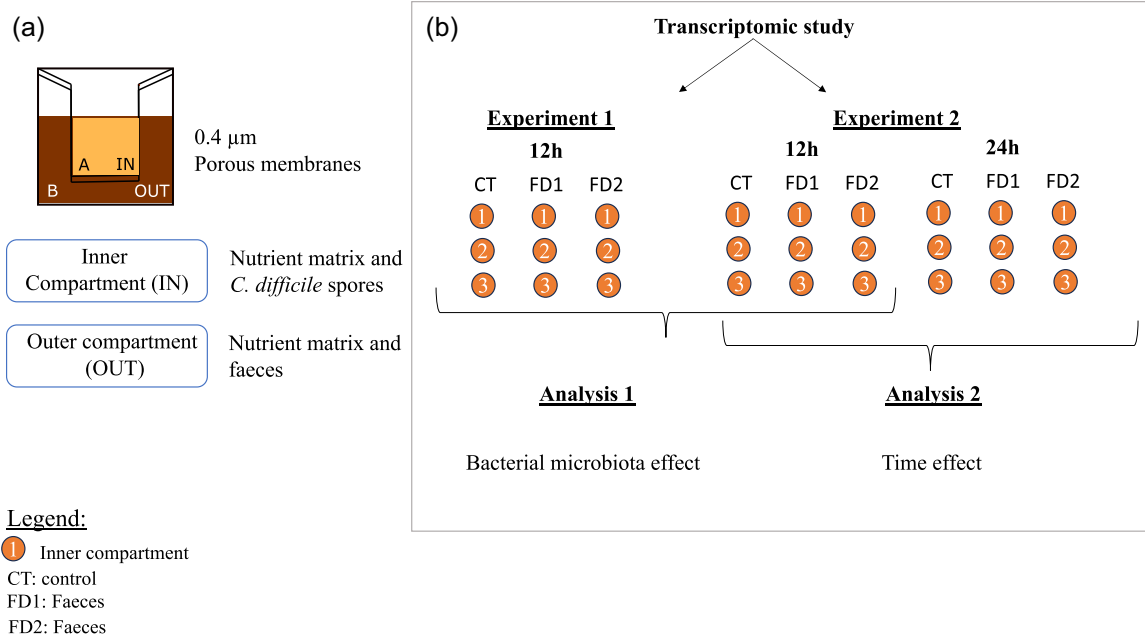 (a)
A IN
B OUT
0.4 µm
Porous membranes
Inner
Compartment (IN)
Nutrient matrix and
C. difficile spores
Outer compartment
(OUT)
Nutrient matrix and
faeces
Legend:
1 Inner compartment
CT: control
FD1: Faeces
FD2: Faeces
(b)
Transcriptomic study
Experiment 1
Experiment 2
12h
12h
24h
CT FD1 FD2
CT FD1 FD2
CT FD1 FD2
1 1 1
1 1 1
1 1 1
2 2 2
2 2 2
2 2 2
3 3 3
3 3 3
3 3 3
Analysis 1
Analysis 2
Bacterial microbiota effect
Time effect